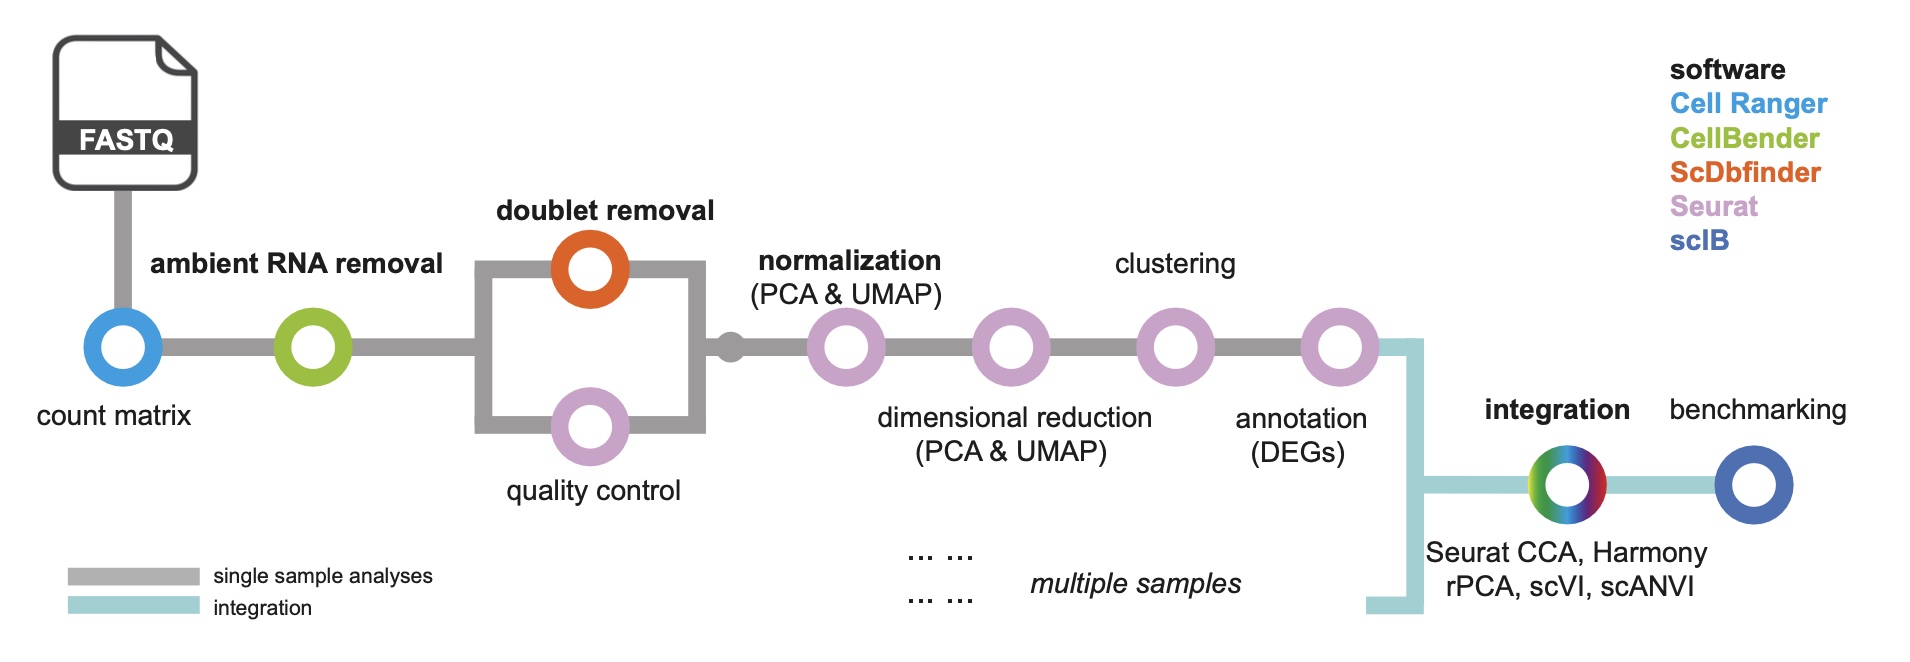 FASTQ
software
Cell Ranger
CellBender
ScDbfinder
Seurat
scIB
doublet removal
ambient RNA removal
normalization
(PCA & UMAP)
clustering
count matrix
quality control
dimensional reduction
(PCA & UMAP)
annotation
(DEGs)
integration
benchmarking
Seurat CCA, Harmony
rPCA, scVI, scANVI
... ...
... ...
multiple samples
single sample analyses
integration